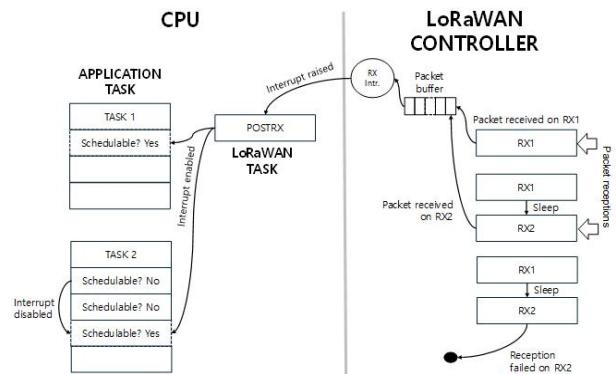 CPU
LoRaWAN
CONTROLLER
APPLICATION
TASK
TASK 1
Schedulable? Yes
Interrupt raised
POSTRX
LoRaWAN
TASK
Interrupt enabled
RX
Intr.
Packet
buffer
Packet received on RX1
RX1
Packet receptions
RX1
Sleep
RX2
Packet received
on RX2
TASK 2
Schedulable? No
Schedulable? No
Schedulable? Yes
Interrupt
disabled
RX1
Sleep
RX2
Reception
failed on RX2